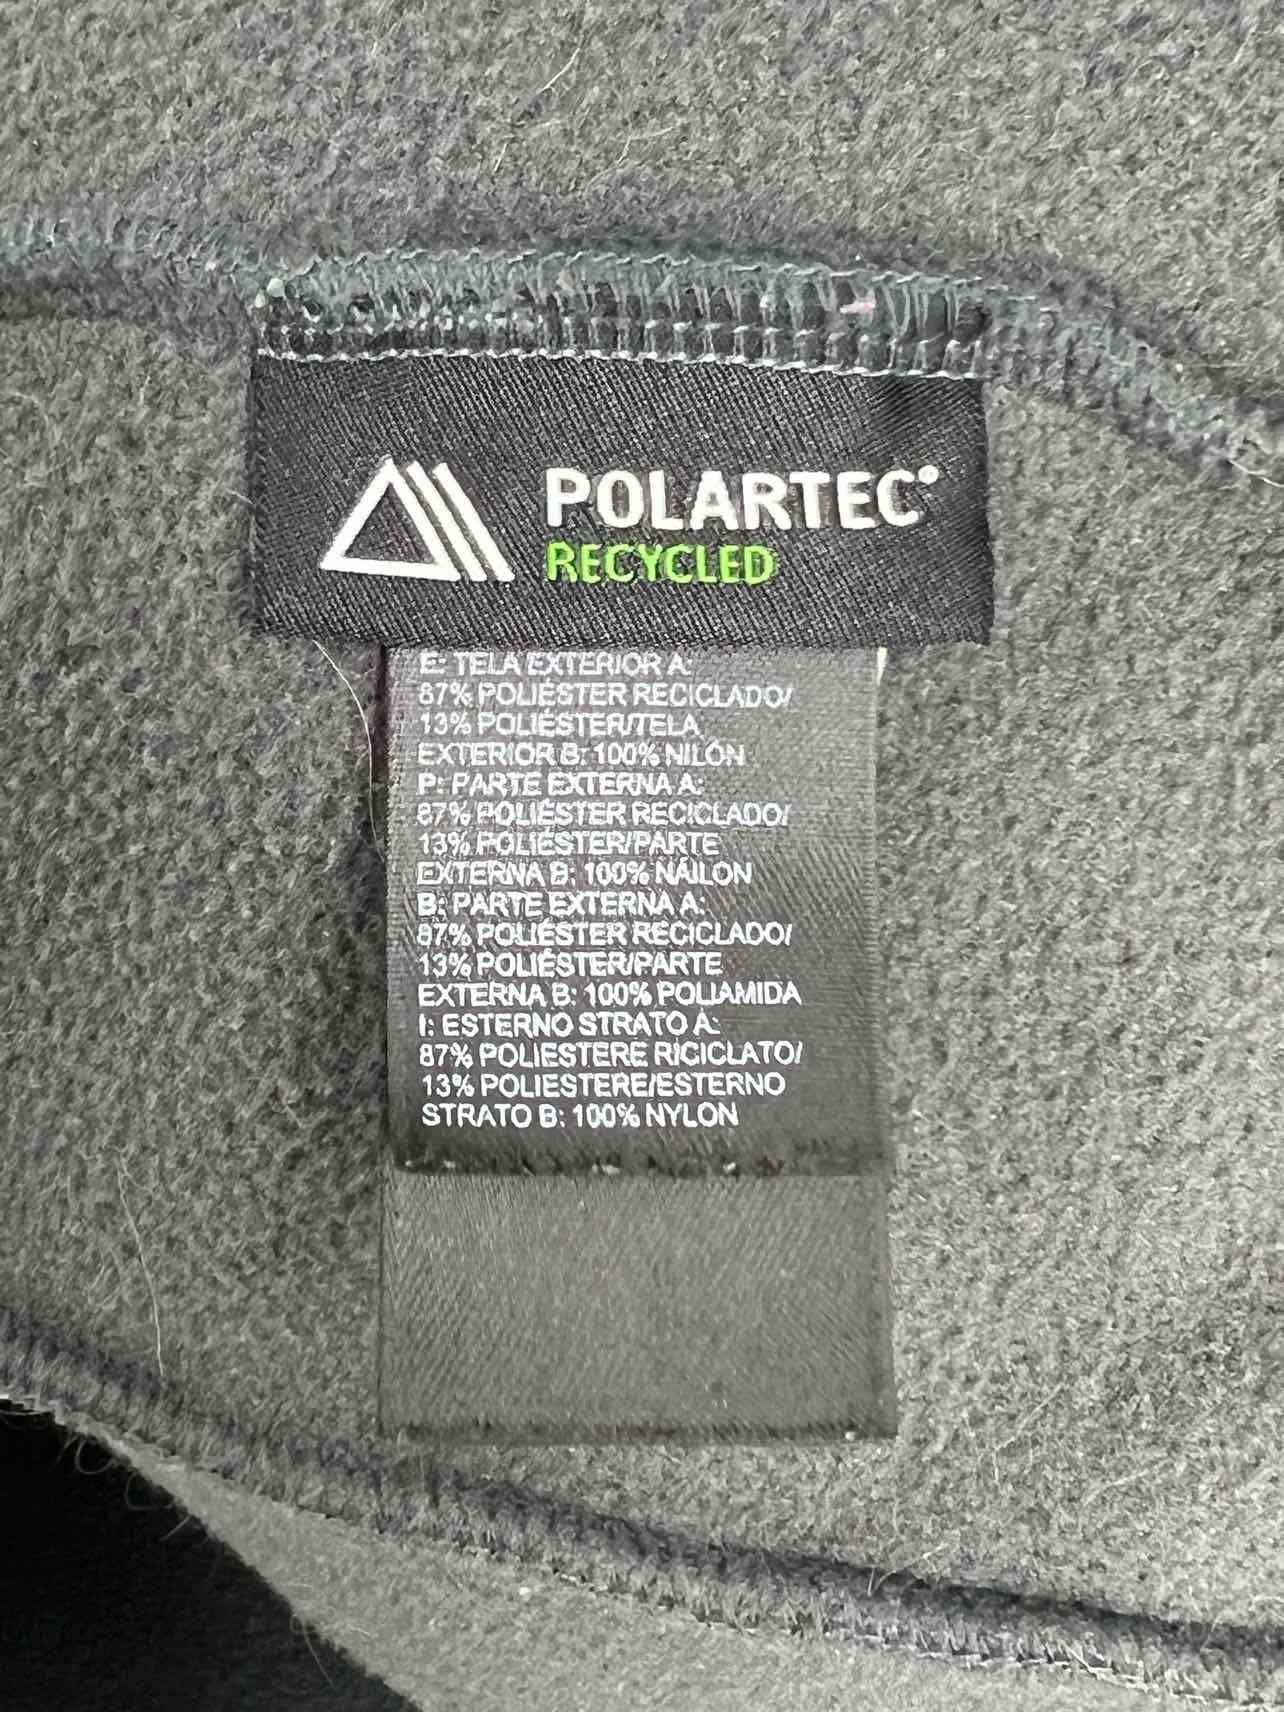 POLARTEC®
RECYCLED
E: TELA EXTERIOR A:
87% POLIÉSTER RECICLADO/
13% POLIÉSTER/TELA
EXTERIOR B: 100% NILÓN
P: PARTE EXTERNA A:
87% POLIÉSTER RECICLADO/
13% POLIÉSTER/PARTE
EXTERNA B: 100% NÁILON
B: PARTE EXTERNA A:
87% POLIÉSTER RECICLADO/
13% POLIÉSTER/PARTE
EXTERNA B: 100% POLIAMIDA
I: ESTERNO STRATO A:
87% POLIESTERE RICICLATO/
13% POLIESTERE/ESTERNO
STRATO B: 100% NYLON